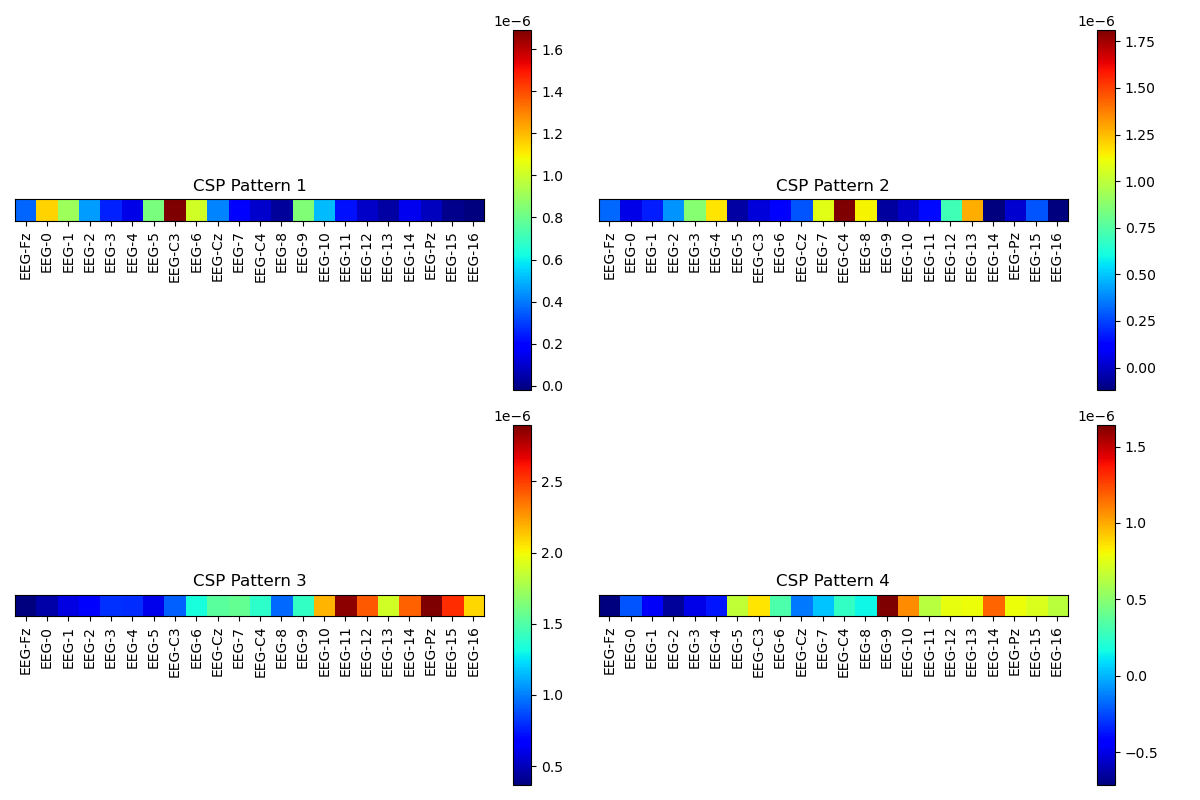 1e−6
1.6
1.4
1.2
1.0
0.8
0.6
0.4
0.2
0.0
CSP Pattern 1
EEG-Fz
EEG-0
EEG-1
EEG-2
EEG-3
EEG-4
EEG-5
EEG-C3
EEG-6
EEG-Cz
EEG-7
EEG-C4
EEG-8
EEG-9
EEG-10
EEG-11
EEG-12
EEG-13
EEG-14
EEG-Pz
EEG-15
EEG-16
1e−6
1.75
1.50
1.25
1.00
0.75
0.50
0.25
0.00
CSP Pattern 2
EEG-Fz
EEG-0
EEG-1
EEG-2
EEG-3
EEG-4
EEG-5
EEG-C3
EEG-6
EEG-Cz
EEG-7
EEG-C4
EEG-8
EEG-9
EEG-10
EEG-11
EEG-12
EEG-13
EEG-14
EEG-Pz
EEG-15
EEG-16
1e−6
2.5
2.0
1.5
1.0
0.5
CSP Pattern 3
EEG-Fz
EEG-0
EEG-1
EEG-2
EEG-3
EEG-4
EEG-5
EEG-C3
EEG-6
EEG-Cz
EEG-7
EEG-C4
EEG-8
EEG-9
EEG-10
EEG-11
EEG-12
EEG-13
EEG-14
EEG-Pz
EEG-15
EEG-16
1e−6
1.5
1.0
0.5
0.0
−0.5
CSP Pattern 4
EEG-Fz
EEG-0
EEG-1
EEG-2
EEG-3
EEG-4
EEG-5
EEG-C3
EEG-6
EEG-Cz
EEG-7
EEG-C4
EEG-8
EEG-9
EEG-10
EEG-11
EEG-12
EEG-13
EEG-14
EEG-Pz
EEG-15
EEG-16